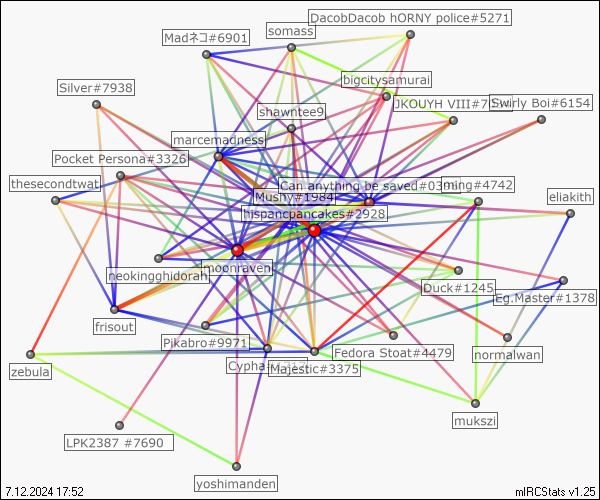 DacobDacob hORNY police#5271
somass
Madネコ#6901
bigcitysamurai
Silver#7938
JKOUYH VIII#7
Swirly Boi#6154
shawntee9
marcemadness
Pocket Persona#3326
thesecondtwat
Can anything be saved#03
ming#4742
Mushy#1984
eliakith
hispancpancakes#2928
neokingghidorah
moonraven
Duck#1245
Eg.Master#1378
frisout
Pikabro#9971
Fedora Stoat#4479
normalwan
zebula
Cypha
Majestic#3375
mukszi
LPK2387 #7690
yoshimanden
7.12.2024 17:52
mIRCStats v1.25